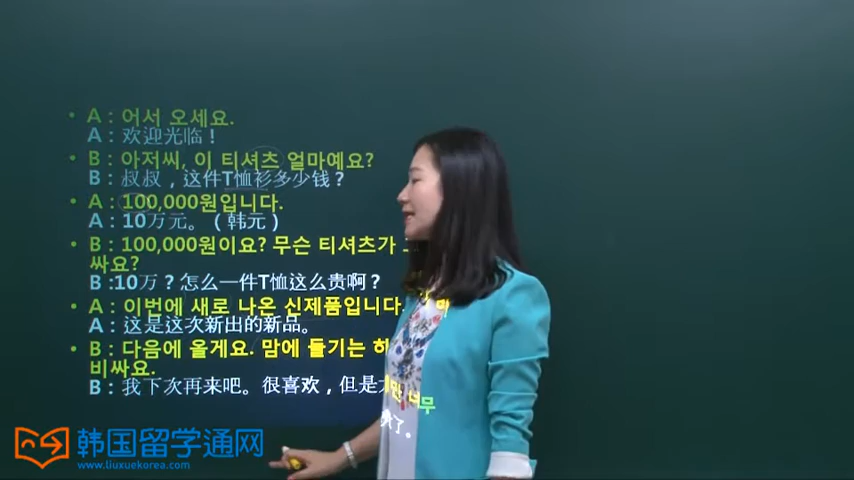 A : 어서 오세요.
A : 欢迎光临！
B : 아저씨, 이 티셔츠 얼마예요?
B : 叔叔，这件T恤衫多少钱？
A : 100,000원입니다.
A : 10万元。（韩元）
B : 100,000원이요? 무슨 티셔츠가
싸요?
B :10万？怎么一件T恤这么贵啊？
A : 이번에 새로 나온 신제품입니다.
A : 这是这次新出的新品。
B : 다음에 올게요. 맘에 들기는 하 만 너무
비싸요.
B : 我下次再来吧。很喜欢，但是 了。
韩国留学通网
www.liuxuekorea.com